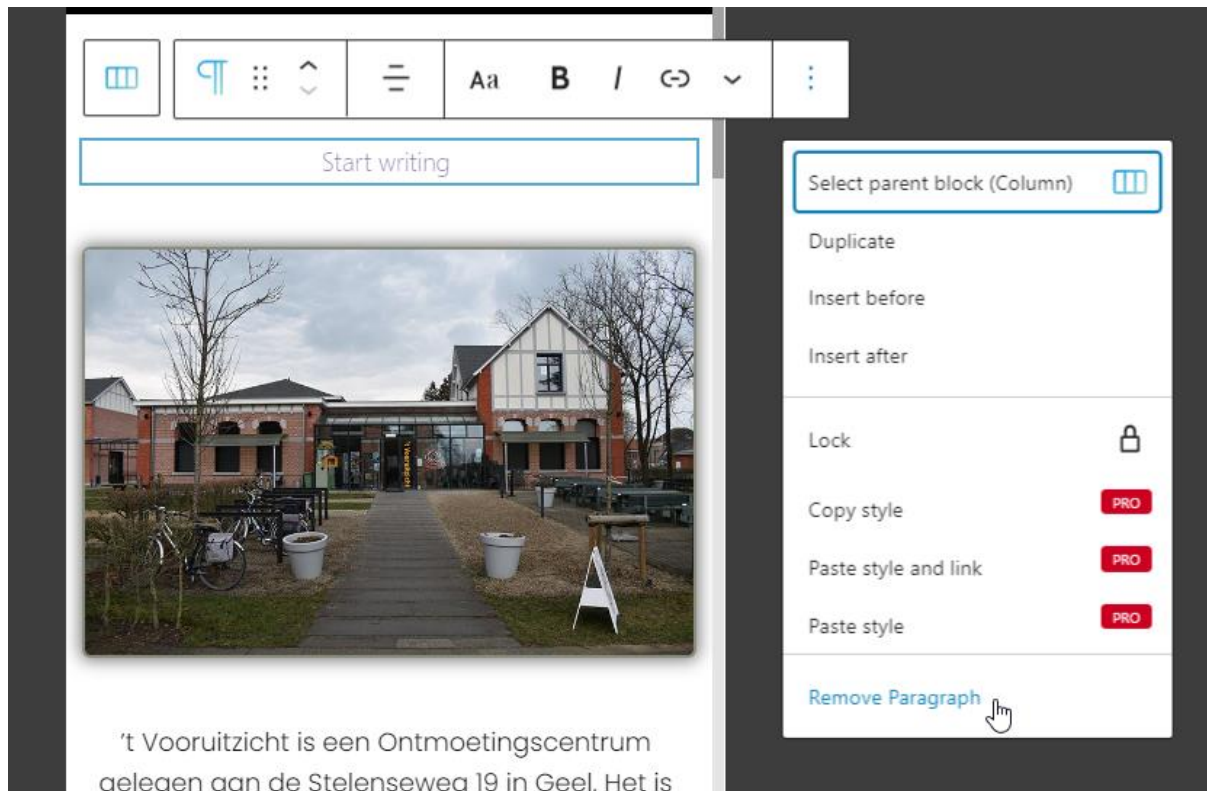 Aa B I
Start writing
Select parent block (Column)
Duplicate
Insert before
Insert after
Lock
Copy style PRO
Paste style and link PRO
Paste style PRO
Remove Paragraph
't Vooruitzicht
’t Vooruitzicht is een Ontmoetingscentrum
gelegen aan de Stelenseweg 19 in Geel. Het is